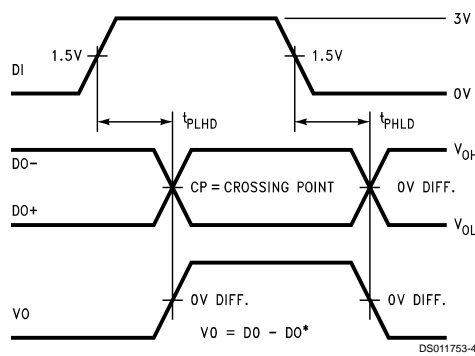 3V
1.5V
1.5V
DI
0V
tPLHD
tPHLD
DO-
VOH
CP = CROSSING POINT
0V DIFF.
DO+
VOL
0V DIFF.
0V DIFF.
VO
VO = DO - DO*
DS011753-4